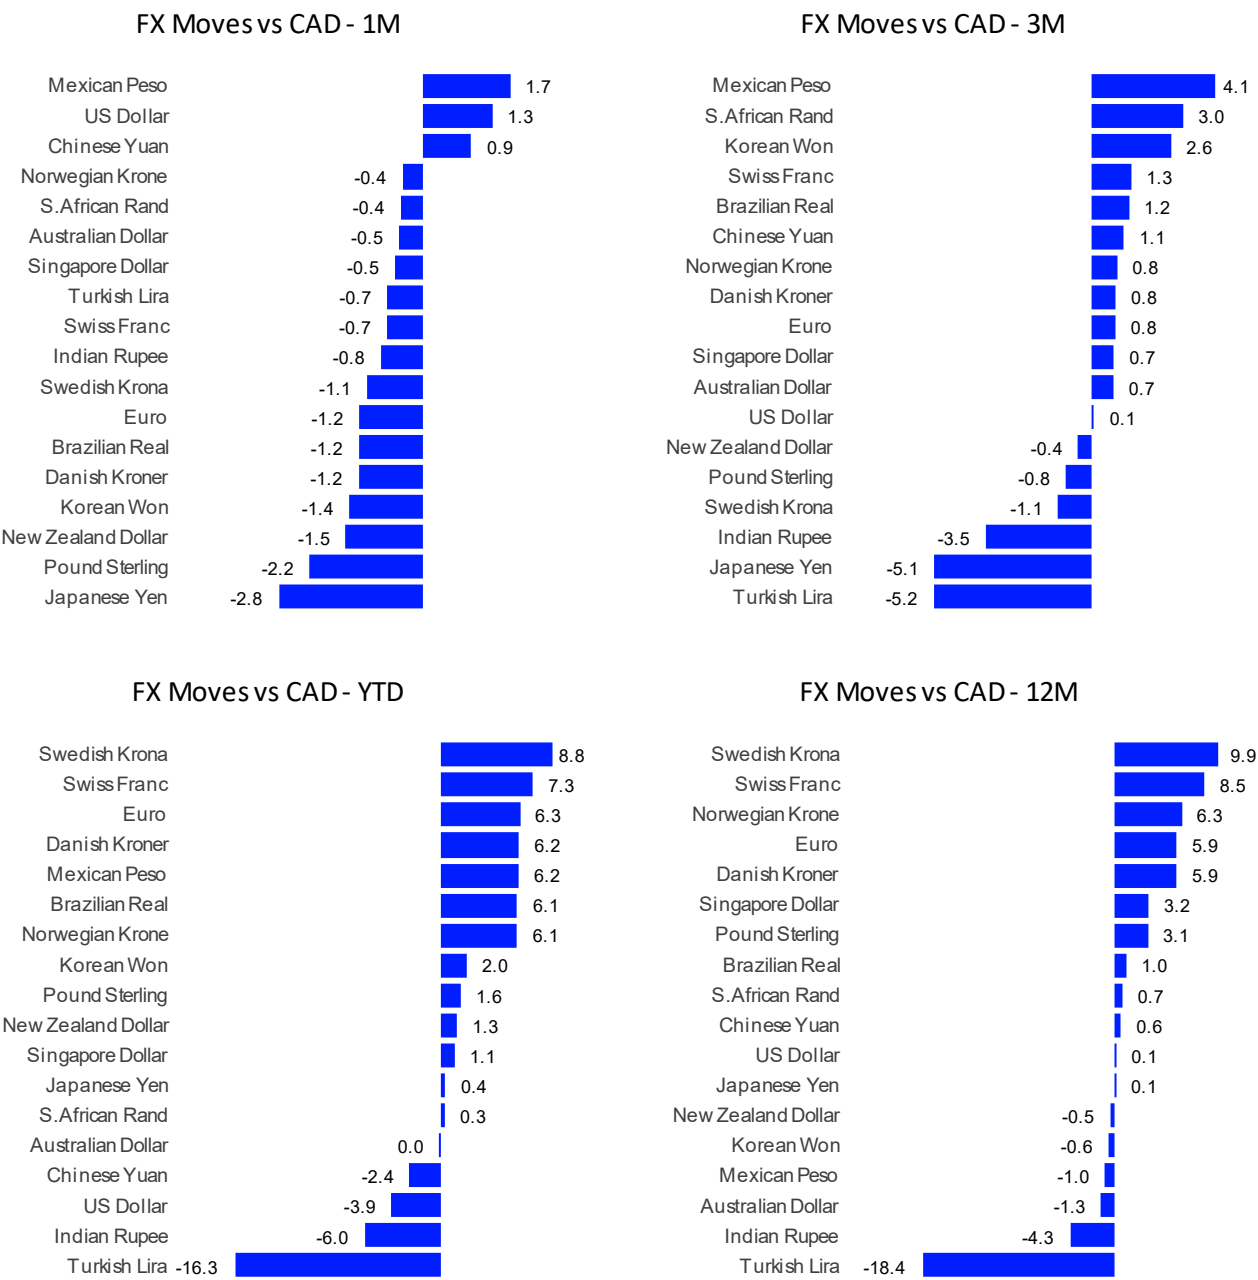 FX Moves vs CAD - 1M
Mexican Peso 1.7
US Dollar 1.3
Chinese Yuan 0.9
Norwegian Krone -0.4
S.African Rand -0.4
Australian Dollar -0.5
Singapore Dollar -0.5
Turkish Lira -0.7
Swiss Franc -0.7
Indian Rupee -0.8
Swedish Krona -1.1
Euro -1.2
Brazilian Real -1.2
Danish Kroner -1.2
Korean Won -1.4
New Zealand Dollar -1.5
Pound Sterling -2.2
Japanese Yen -2.8
FX Moves vs CAD - 3M
Mexican Peso 4.1
S.African Rand 3.0
Korean Won 2.6
Swiss Franc 1.3
Brazilian Real 1.2
Chinese Yuan 1.1
Norwegian Krone 0.8
Danish Kroner 0.8
Euro 0.8
Singapore Dollar 0.7
Australian Dollar 0.7
US Dollar 0.1
New Zealand Dollar -0.4
Pound Sterling -0.8
Swedish Krona -1.1
Indian Rupee -3.5
Japanese Yen -5.1
Turkish Lira -5.2
FX Moves vs CAD - YTD
Swedish Krona 8.8
Swiss Franc 7.3
Euro 6.3
Danish Kroner 6.2
Mexican Peso 6.2
Brazilian Real 6.1
Norwegian Krone 6.1
Korean Won 2.0
Pound Sterling 1.6
New Zealand Dollar 1.3
Singapore Dollar 1.1
Japanese Yen 0.4
S.African Rand 0.3
Australian Dollar 0.0
Chinese Yuan -2.4
US Dollar -3.9
Indian Rupee -6.0
Turkish Lira -16.3
FX Moves vs CAD - 12M
Swedish Krona 9.9
Swiss Franc 8.5
Norwegian Krone 6.3
Euro 5.9
Danish Kroner 5.9
Singapore Dollar 3.2
Pound Sterling 3.1
Brazilian Real 1.0
S.African Rand 0.7
Chinese Yuan 0.6
US Dollar 0.1
Japanese Yen 0.1
New Zealand Dollar -0.5
Korean Won -0.6
Mexican Peso -1.0
Australian Dollar -1.3
Indian Rupee -4.3
Turkish Lira -18.4